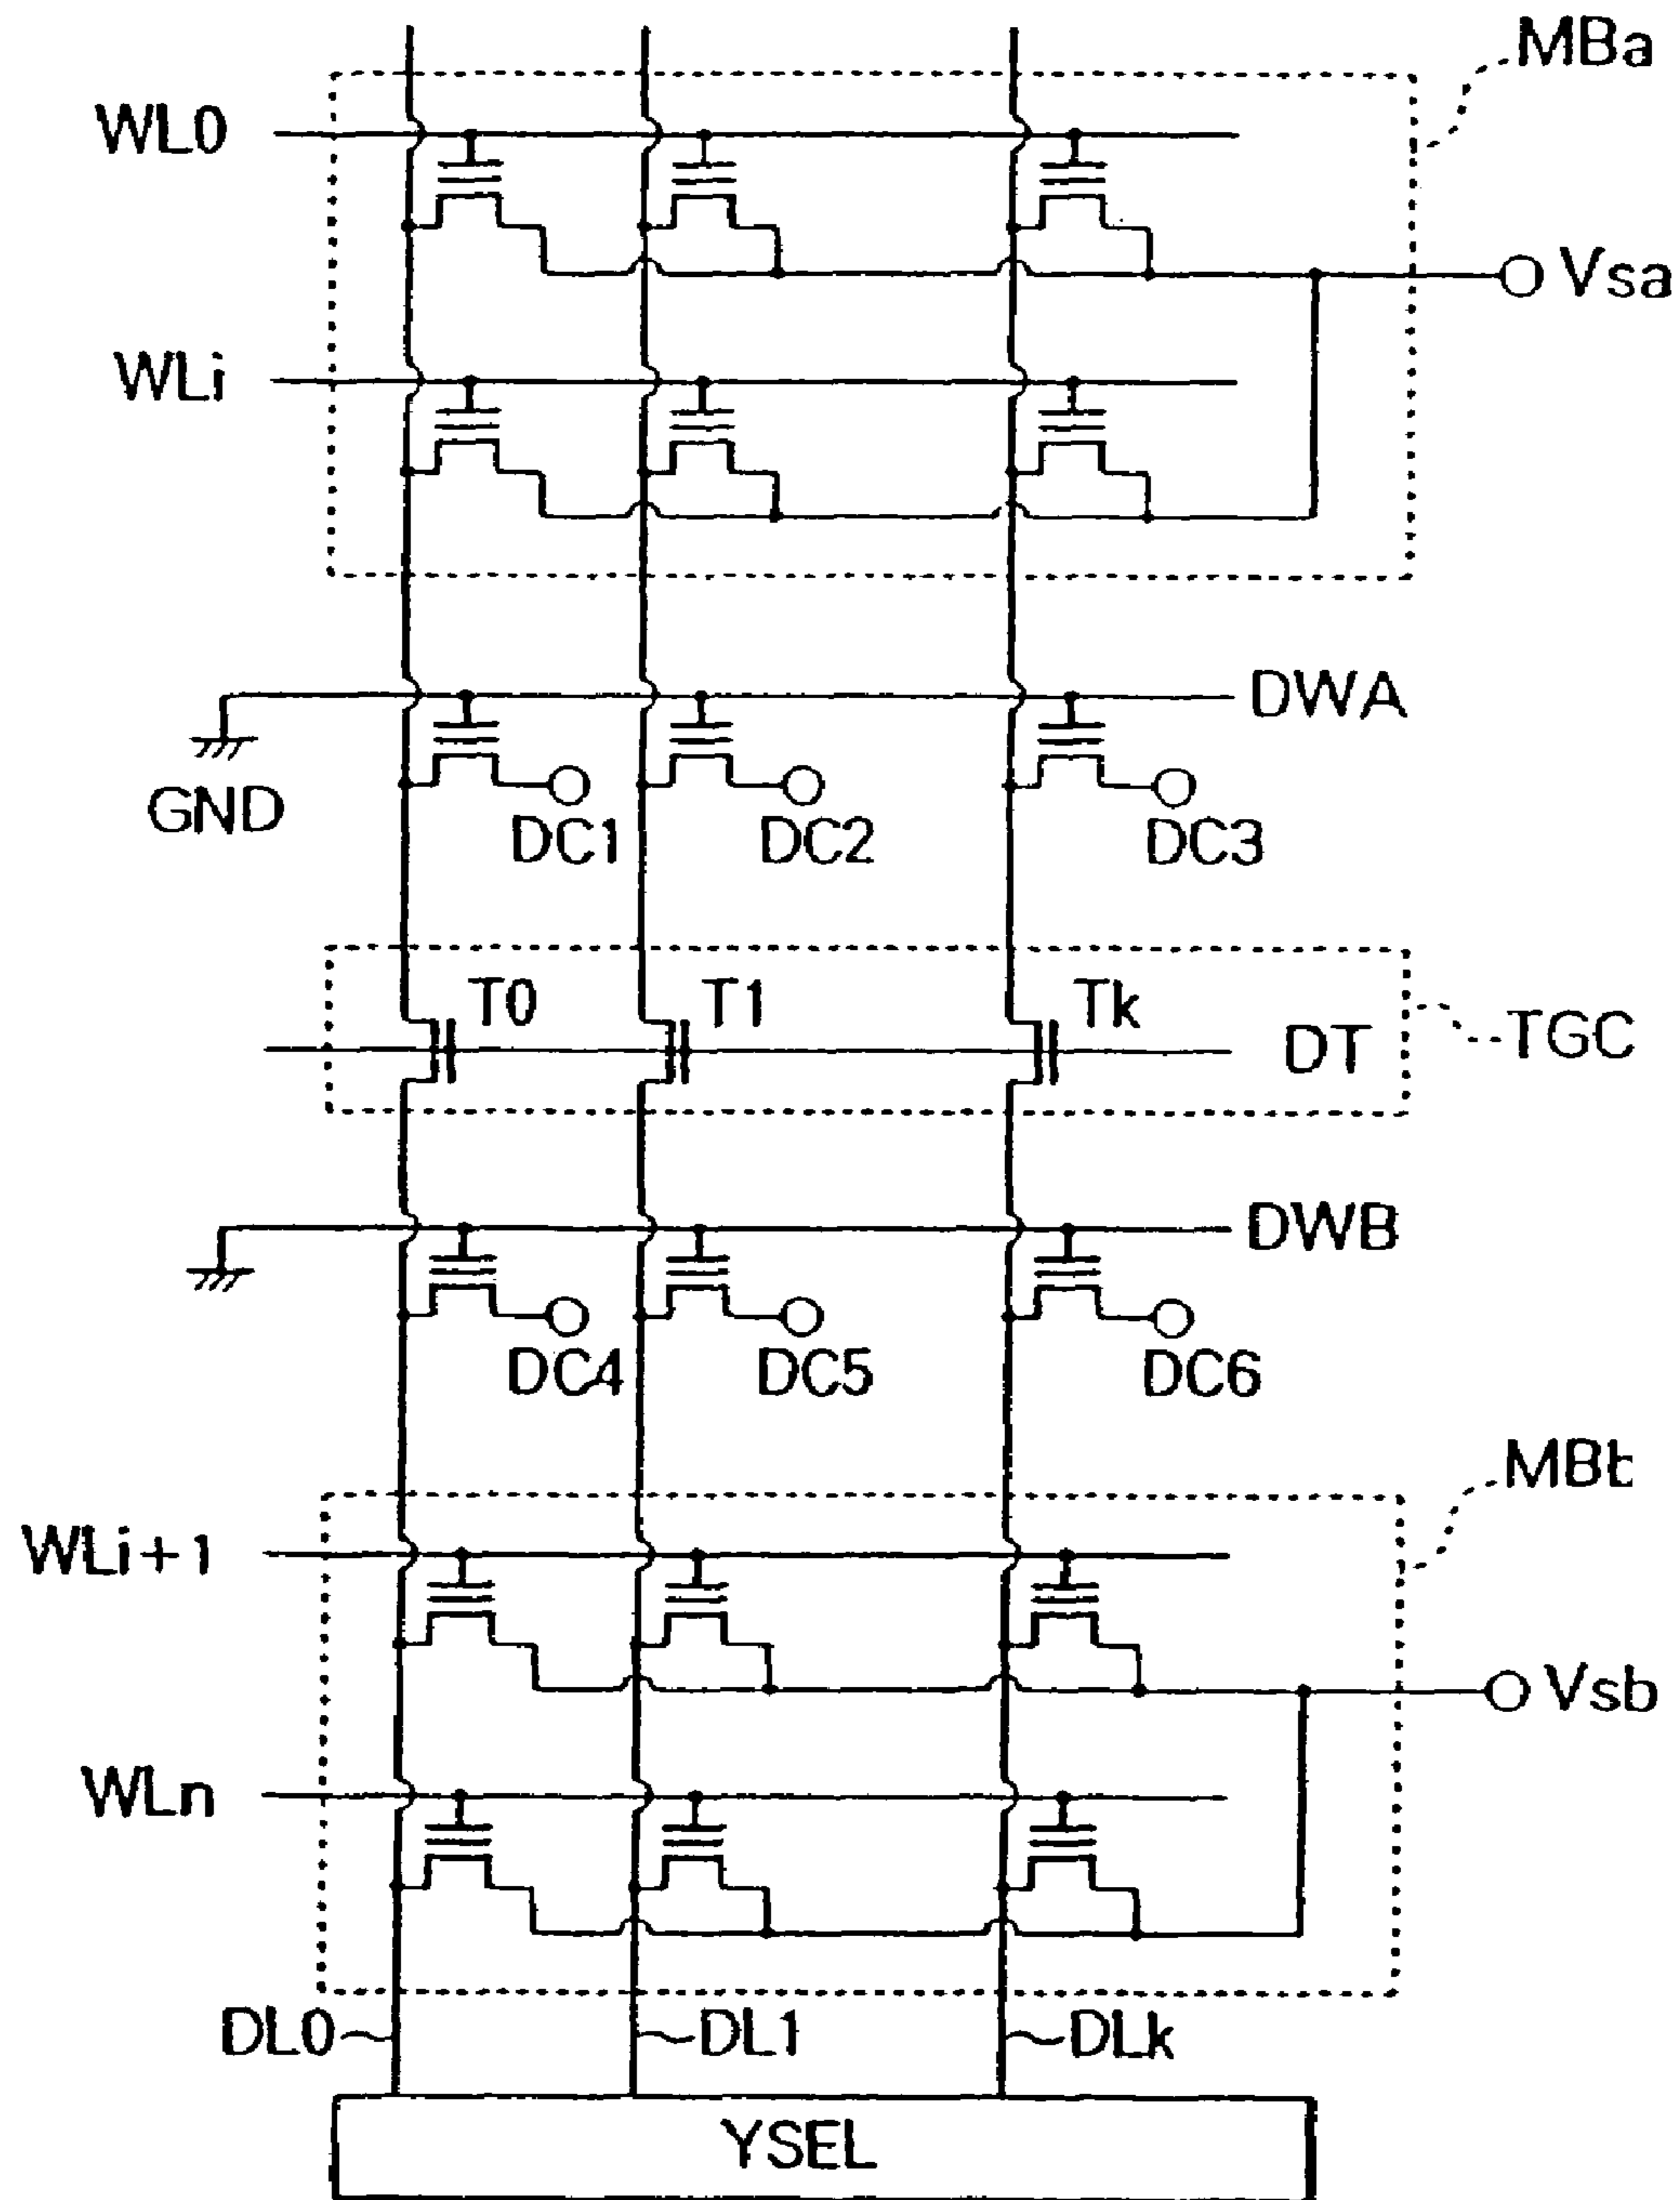 MBa
WL0
Vsa
WLi
DWA
GND
DC1 DC2 DC3
T0 T1 Tk
DT TGC
DWB
DC4 DC5 DC6
MBb
WLi+1
Vsb
WLn
DL0 DL1 DLk
YSEL